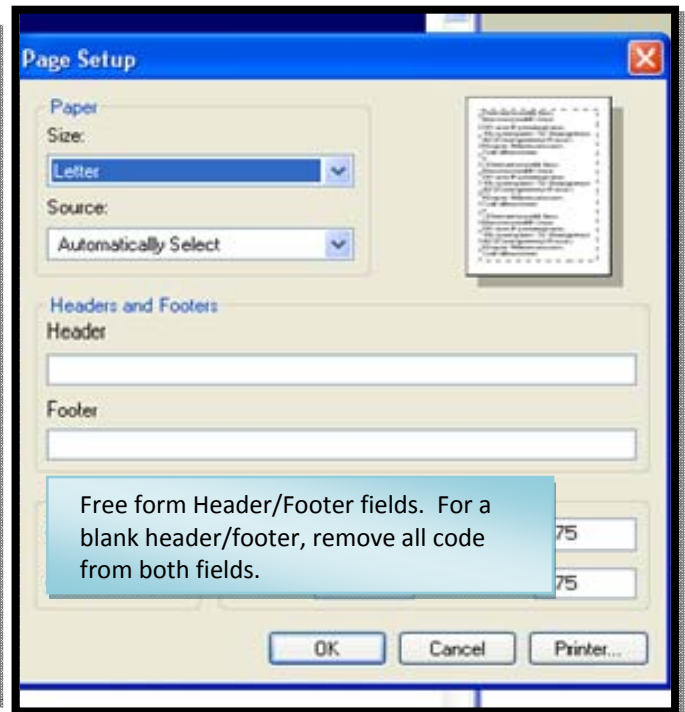 Page Setup
Paper
Size:
Letter
Source:
Automatically Select
Headers and Footers
Header
Footer
Free form Header/Footer fields. For a
blank header/footer, remove all code
from both fields.
75
75
OK Cancel Printer...